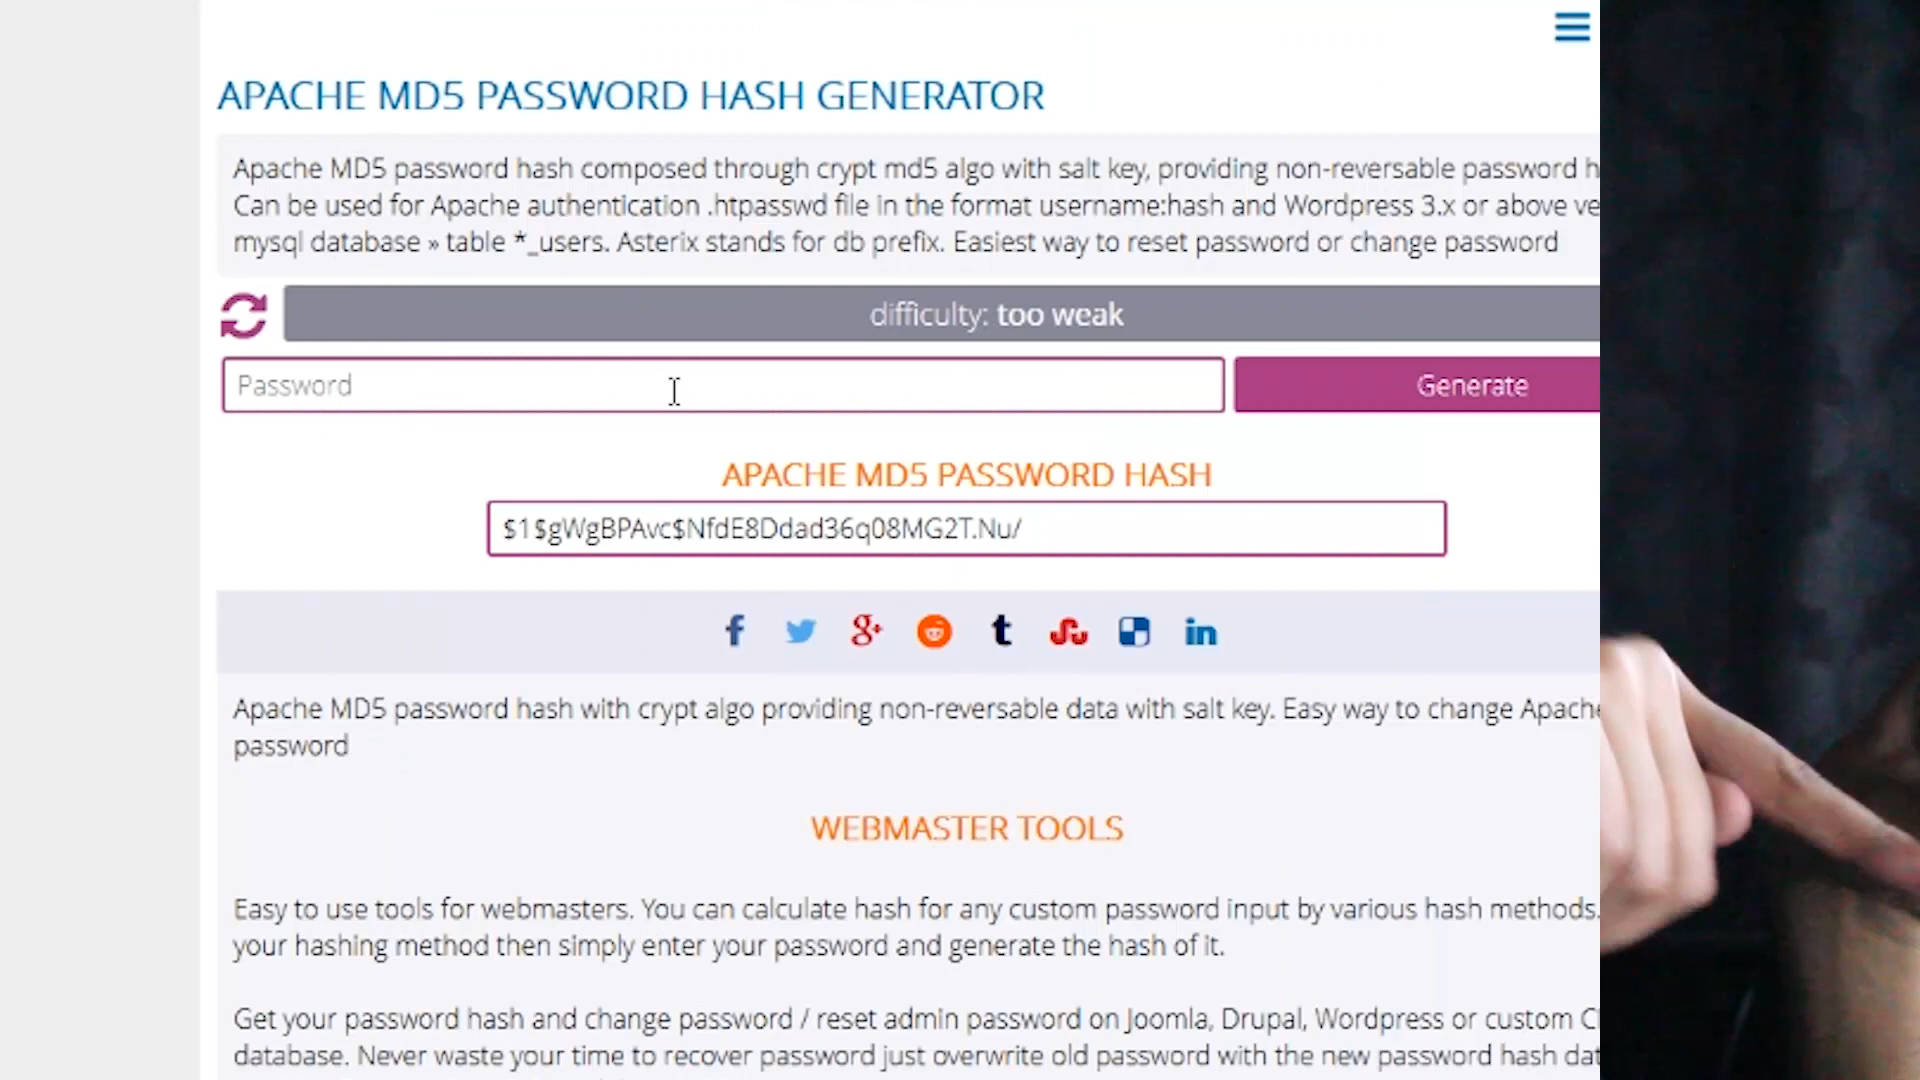 APACHE MD5 PASSWORD HASH GENERATOR
Apache MD5 password hash composed through crypt md5 algo with salt key, providing non-reversable password h
Can be used for Apache authentication .htpasswd file in the format username:hash and Wordpress 3.x or above ve
mysql database » table *_users. Asterix stands for db prefix. Easiest way to reset password or change password
difficulty: too weak
Password
Generate
APACHE MD5 PASSWORD HASH
$1$gWgBPAvc$NfdE8Ddad36q08MG2T.Nu/
Apache MD5 password hash with crypt algo providing non-reversable data with salt key. Easy way to change Apache
password
WEBMASTER TOOLS
Easy to use tools for webmasters. You can calculate hash for any custom password input by various hash methods.
your hashing method then simply enter your password and generate the hash of it.
Get your password hash and change password / reset admin password on Joomla, Drupal, Wordpress or custom C
database. Never waste your time to recover password just overwrite old password with the new password hash dat